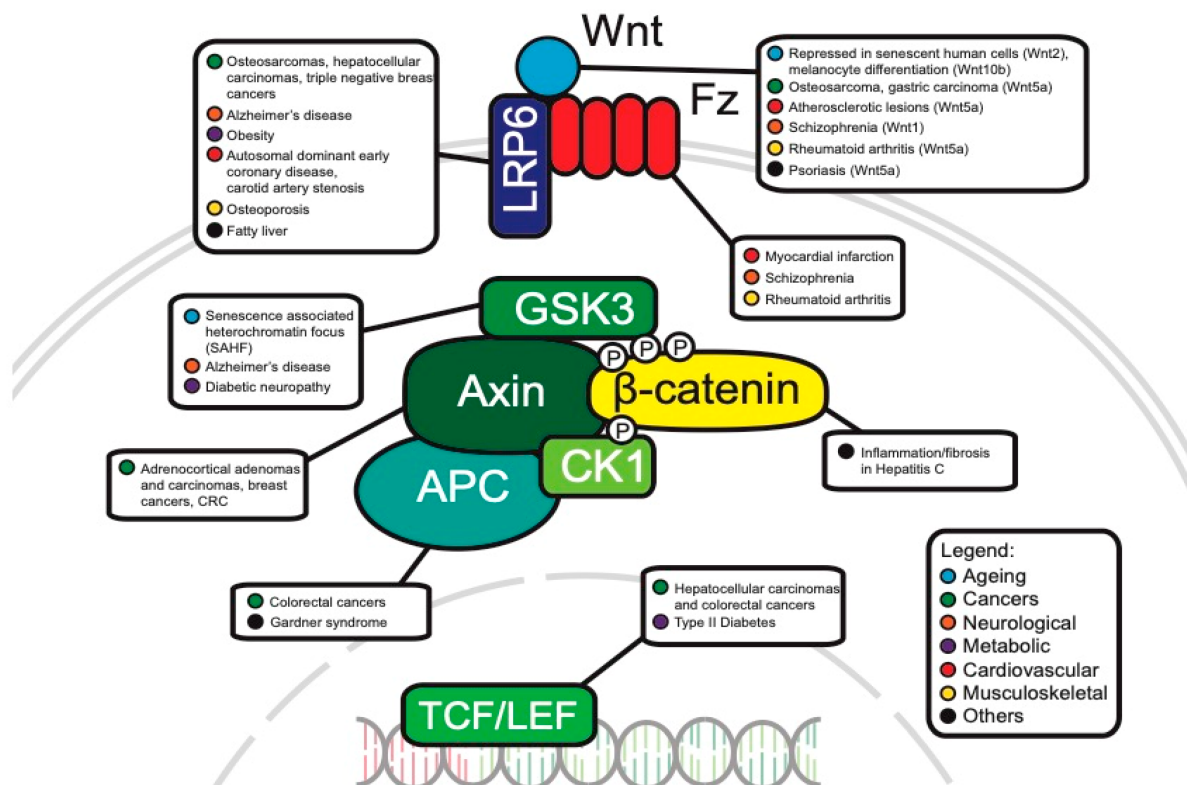 Wnt
Fz
LRP6
Osteosarcomas, hepatocellular
carcinomas, triple negative breast
cancers
Alzheimer's disease
Obesity
Autosomal dominant early
coronary disease,
carotid artery stenosis
Osteoporosis
Fatty liver
Repressed in senescent human cells (Wnt2),
melanocyte differentiation (Wnt10b)
Osteosarcoma, gastric carcinoma (Wnt5a)
Atherosclerotic lesions (Wnt5a)
Schizophrenia (Wnt1)
Rheumatoid arthritis (Wnt5a)
Psoriasis (Wnt5a)
Myocardial infarction
Schizophrenia
Rheumatoid arthritis
GSK3
Senescence associated
heterochromatin focus
(SAHF)
Alzheimer's disease
Diabetic neuropathy
P
P
P
Axin
β-catenin
P
CK1
APC
Inflammation/fibrosis
in Hepatitis C
Adrenocortical adenomas
and carcinomas, breast
cancers, CRC
Colorectal cancers
Gardner syndrome
Hepatocellular carcinomas
and colorectal cancers
Type II Diabetes
TCF/LEF
Legend:
Ageing
Cancers
Neurological
Metabolic
Cardiovascular
Musculoskeletal
Others